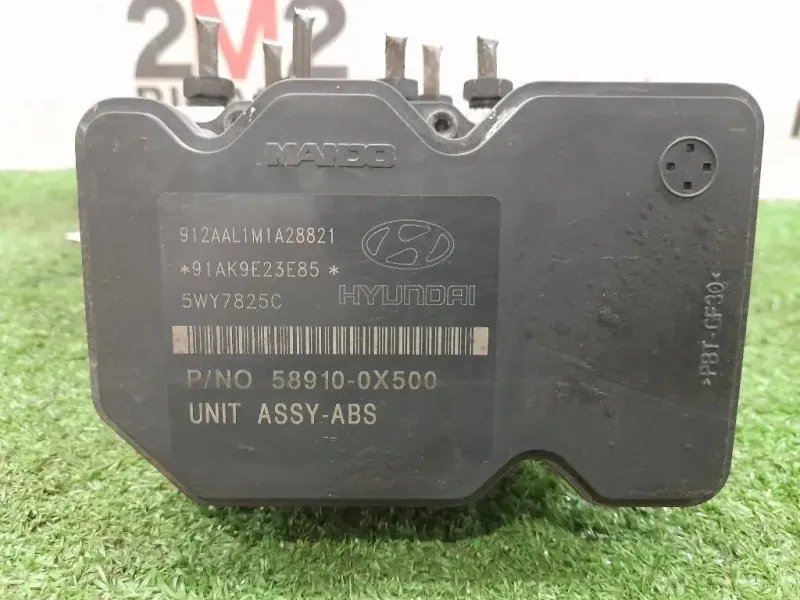 2M2
MANDO
912AAL1M1A28821
*91AK9E23E85*
5WY7825C
HYUNDAI
P/NO 58910-0X500
UNIT ASSY-ABS
>PBT-GF30<